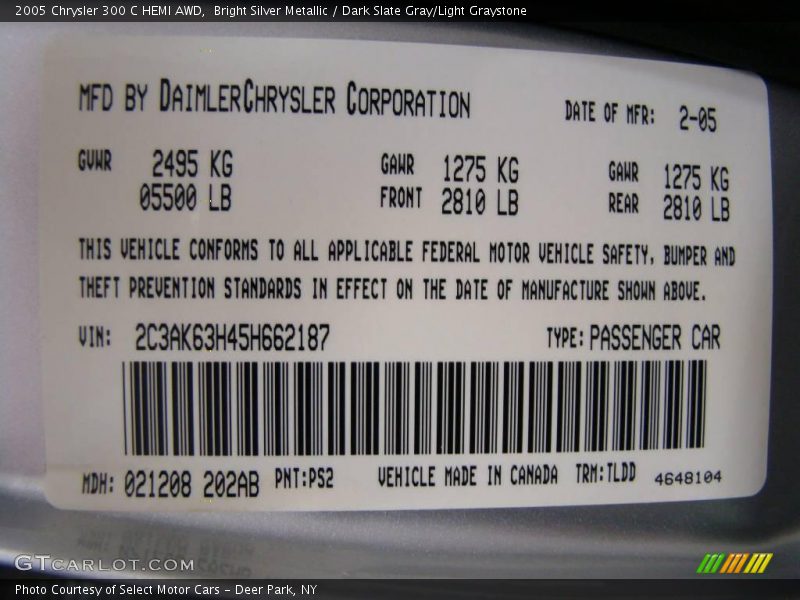 2005 Chrysler 300 C HEMI AWD, Bright Silver Metallic / Dark Slate Gray/Light Graystone
MFD BY DAIMLERCHRYSLER CORPORATION
DATE OF MFR: 2-05
GVWR 2495 KG
05500 LB
GAWR 1275 KG
FRONT 2810 LB
GAWR 1275 KG
REAR 2810 LB
THIS VEHICLE CONFORMS TO ALL APPLICABLE FEDERAL MOTOR VEHICLE SAFETY, BUMPER AND
THEFT PREVENTION STANDARDS IN EFFECT ON THE DATE OF MANUFACTURE SHOWN ABOVE.
VIN: 2C3AK63H45H662187
TYPE: PASSENGER CAR
MDH: 021208 202AB PNT:PS2 VEHICLE MADE IN CANADA TRM:TLDD 4648104
GTCARLOT.COM
Photo Courtesy of Select Motor Cars - Deer Park, NY